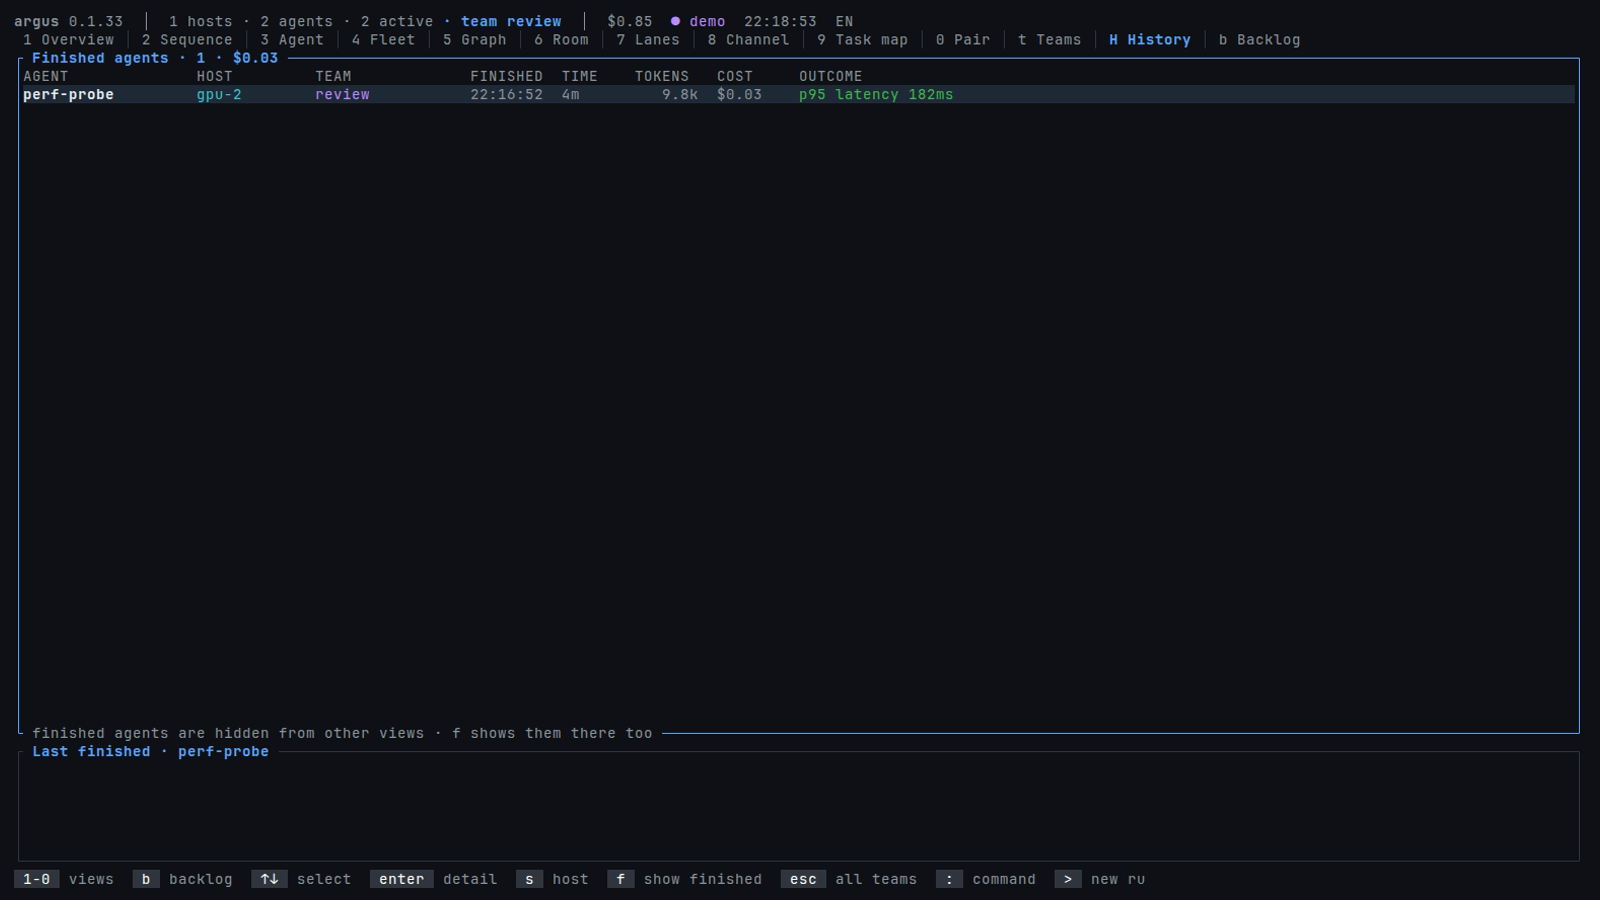 argus 0.1.33 │ 1 hosts · 2 agents · 2 active · team review │ $0.85 ● demo 22:18:53 EN
1 Overview │ 2 Sequence │ 3 Agent │ 4 Fleet │ 5 Graph │ 6 Room │ 7 Lanes │ 8 Channel │ 9 Task map │ 0 Pair │ t Teams │ H History │ b Backlog
Finished agents · 1 · $0.03
AGENT HOST TEAM FINISHED TIME TOKENS COST OUTCOME
perf-probe gpu-2 review 22:16:52 4m 9.8k $0.03 p95 latency 182ms
finished agents are hidden from other views · f shows them there too
Last finished · perf-probe
1-0 views b backlog ↑↓ select enter detail s host f show finished esc all teams : command > new ru